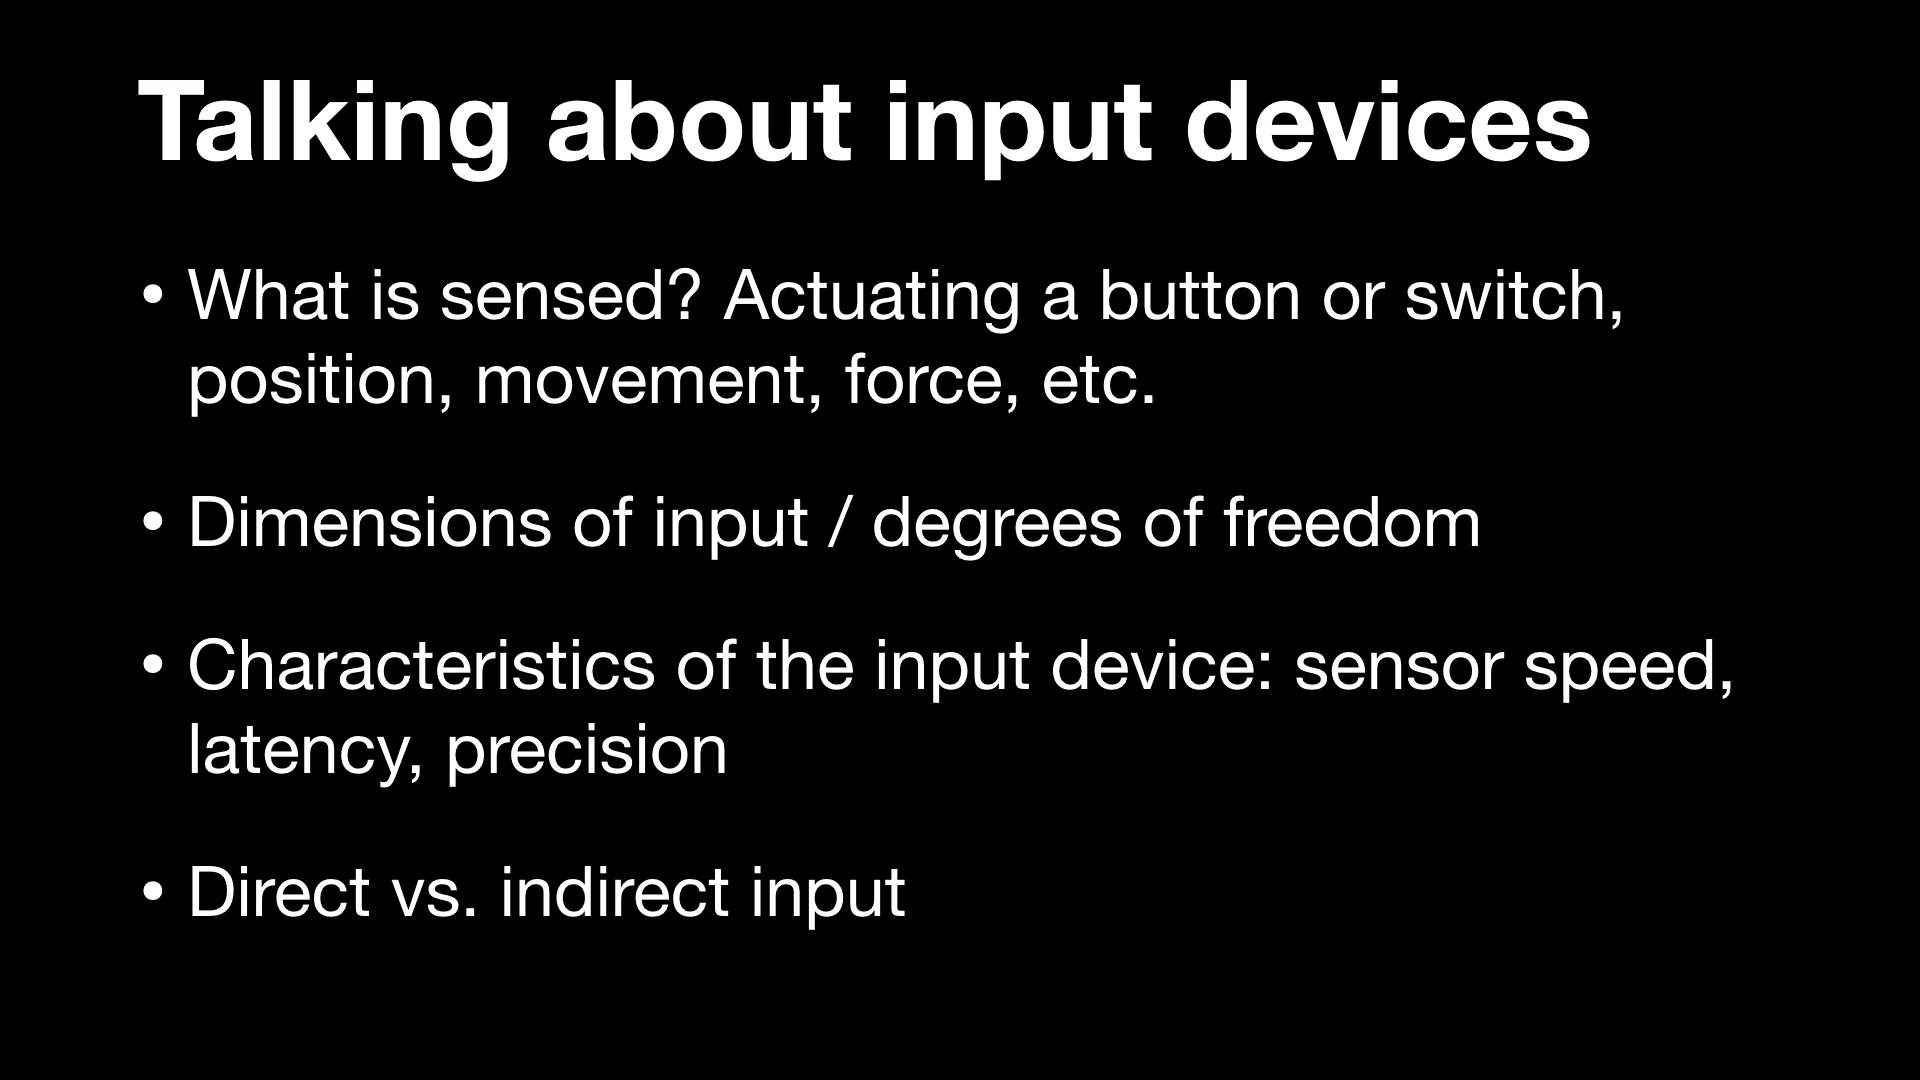 Talking about input devices
• What is sensed? Actuating a button or switch,
position, movement, force, etc.
• Dimensions of input / degrees of freedom
• Characteristics of the input device: sensor speed,
latency, precision
• Direct vs. indirect input